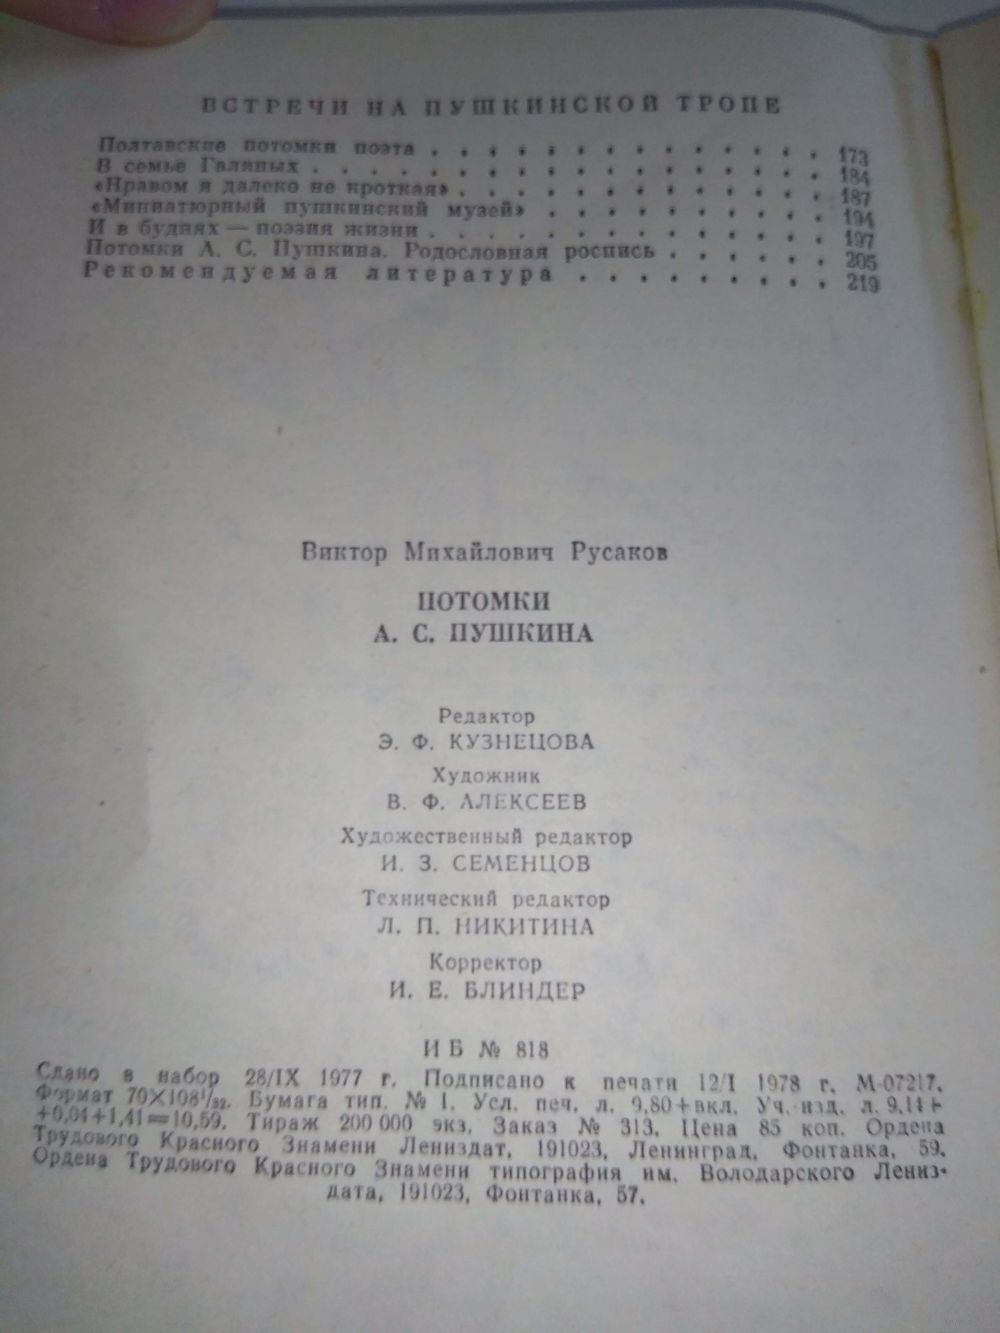 ВСТРЕЧИ НА ПУШКИНСКОЙ ТРОПЕ
Полтавские потомки поэта . . . . . . . . . . . . . . 173
В семье Галиных . . . . . . . . . . . . . . . . . . 184
«Нравом я далеко не кроткая» . . . . . . . . . . . . . 187
«Миниатюрный пушкинский музей» . . . . . . . . . . 194
И в буднях — поэзия жизни . . . . . . . . . . . . . . 197
Потомки А. С. Пушкина. Родословная роспись . . . . . . 205
Рекомендуемая литература . . . . . . . . . . 219
Виктор Михайлович Русаков
ПОТОМКИ
А. С. ПУШКИНА
Редактор
Э. Ф. КУЗНЕЦОВА
Художник
В. Ф. АЛЕКСЕЕВ
Художественный редактор
И. З. СЕМЕНЦОВ
Технический редактор
Л. П. НИКИТИНА
Корректор
И. Е. БЛИНДЕР
ИБ № 818
Сдано в набор 28/IX 1977 г. Подписано к печати 12/I 1978 г. М-07217.
Формат 70×108¹/₃₂. Бумага тип. № 1. Усл. печ. л. 9,80+вкл. Уч.-изд. л. 9,14+
+0,04+1,41=10,59. Тираж 200 000 экз. Заказ № 313. Цена 85 коп. Ордена
Трудового Красного Знамени Лениздат, 191023, Ленинград, Фонтанка, 59.
Ордена Трудового Красного Знамени типография им. Володарского Лениз-
дата, 191023, Фонтанка, 57.